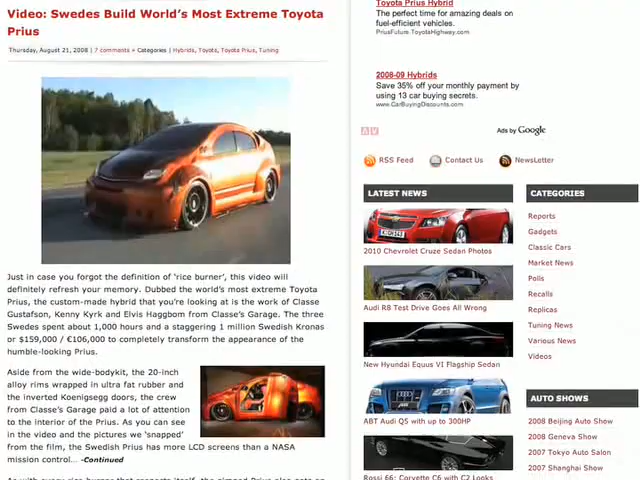 Video: Swedes Build World's Most Extreme Toyota
Prius
Thursday, August 21, 2008 | 7 comments » Categories | Hybrids, Toyota, Toyota Prius, Tuning
Just in case you forgot the definition of 'rice burner', this video will
definitely refresh your memory. Dubbed the world's most extreme Toyota
Prius, the custom-made hybrid that you're looking at is the work of Classe
Gustafson, Kenny Kyrk and Elvis Haggbom from Classe's Garage. The three
Swedes spent about 1,000 hours and a staggering 1 million Swedish Kronas
or $159,000 / €106,000 to completely transform the appearance of the
humble-looking Prius.
Aside from the wide-bodykit, the 20-inch
alloy rims wrapped in ultra fat rubber and
the inverted Koenigsegg doors, the crew
from Classe's Garage paid a lot of attention
to the interior of the Prius. As you can see
in the video and the pictures we 'snapped'
from the film, the Swedish Prius has more LCD screens than a NASA
mission control... -Continued
Toyota Prius Hybrid
The perfect time for amazing deals on
fuel-efficient vehicles.
PriusFuture.ToyotaHighway.com
2008-09 Hybrids
Save 35% off your monthly payment by
using 13 car buying secrets.
www.CarBuyingDiscounts.com
Ads by Google
RSS Feed
Contact Us
NewsLetter
LATEST NEWS
2010 Chevrolet Cruze Sedan Photos
Audi R8 Test Drive Goes All Wrong
New Hyundai Equus VI Flagship Sedan
ABT Audi Q5 with up to 300HP
Rossi 66: Corvette C6 with C2 Looks
CATEGORIES
Reports
Gadgets
Classic Cars
Market News
Polls
Recalls
Replicas
Tuning News
Various News
Videos
AUTO SHOWS
2008 Beijing Auto Show
2008 Geneva Show
2007 Tokyo Auto Salon
2007 Shanghai Show